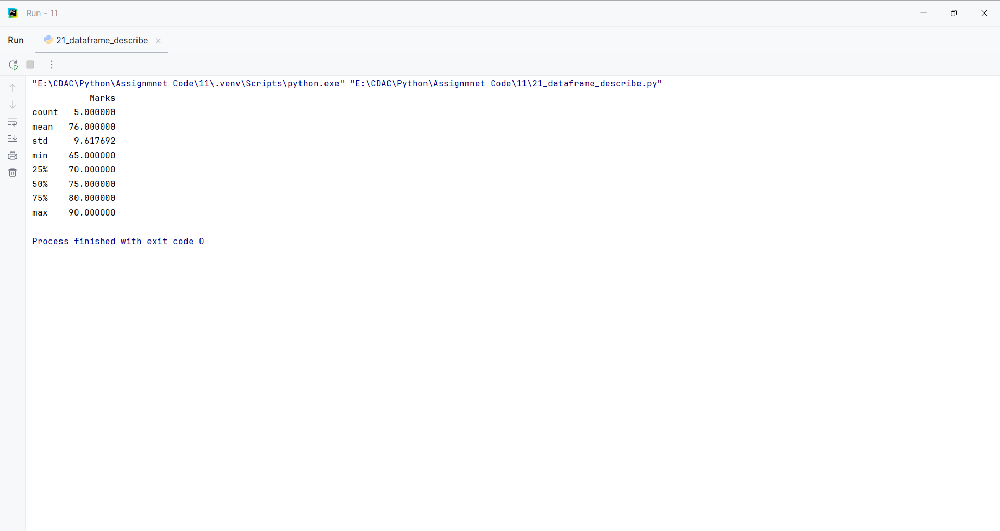 Run - 11
Run 21_dataframe_describe
"E:\CDAC\Python\Assignmnet Code\11\.venv\Scripts\python.exe" "E:\CDAC\Python\Assignmnet Code\11\21_dataframe_describe.py"
           Marks
count   5.000000
mean   76.000000
std     9.617692
min    65.000000
25%    70.000000
50%    75.000000
75%    80.000000
max    90.000000
Process finished with exit code 0